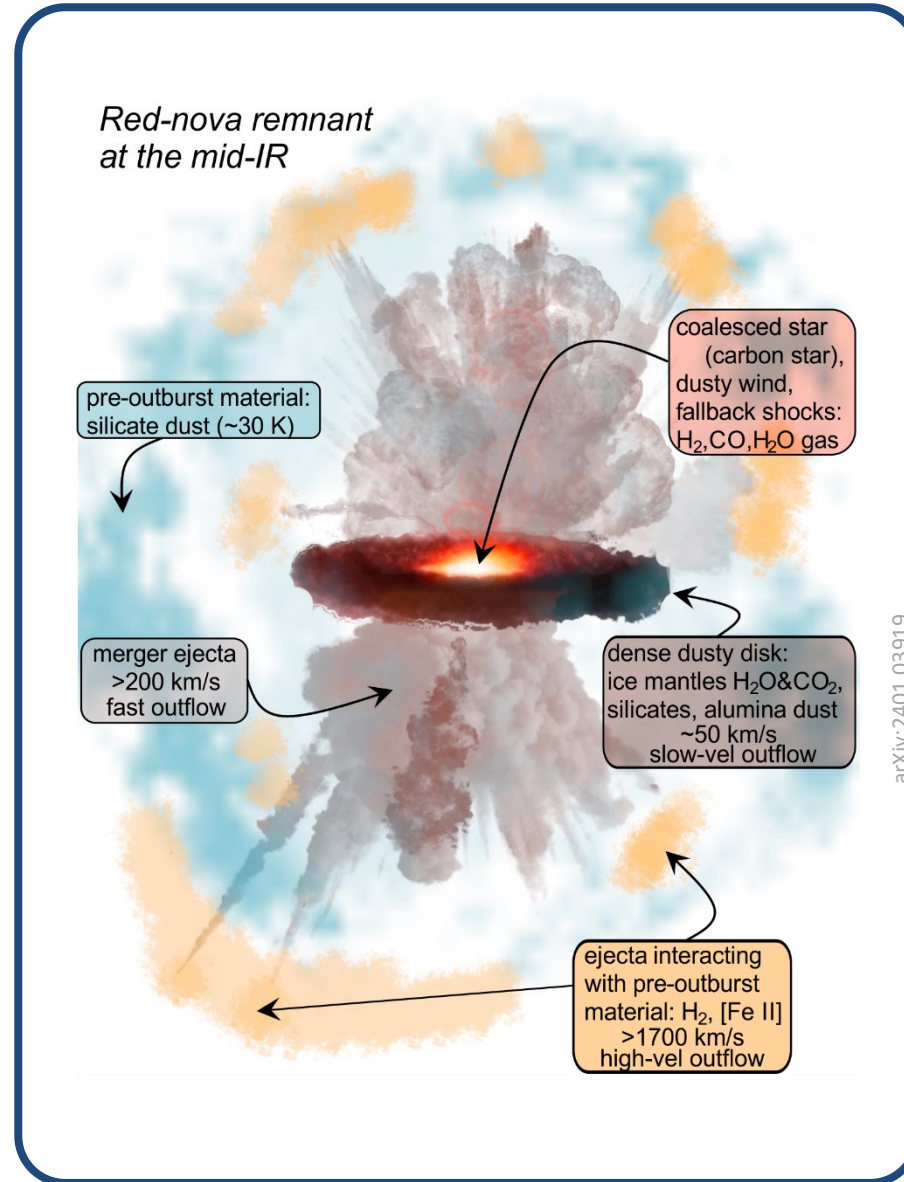 Red-nova remnant
at the mid-IR
coalesced star
(carbon star),
dusty wind,
fallback shocks:
H₂,CO,H₂O gas
pre-outburst material:
silicate dust (~30 K)
merger ejecta
>200 km/s
fast outflow
dense dusty disk:
ice mantles H₂O&CO₂,
silicates, alumina dust
~50 km/s
slow-vel outflow
arXiv:2401.03919
ejecta interacting
with pre-outburst
material: H₂, [Fe II]
>1700 km/s
high-vel outflow